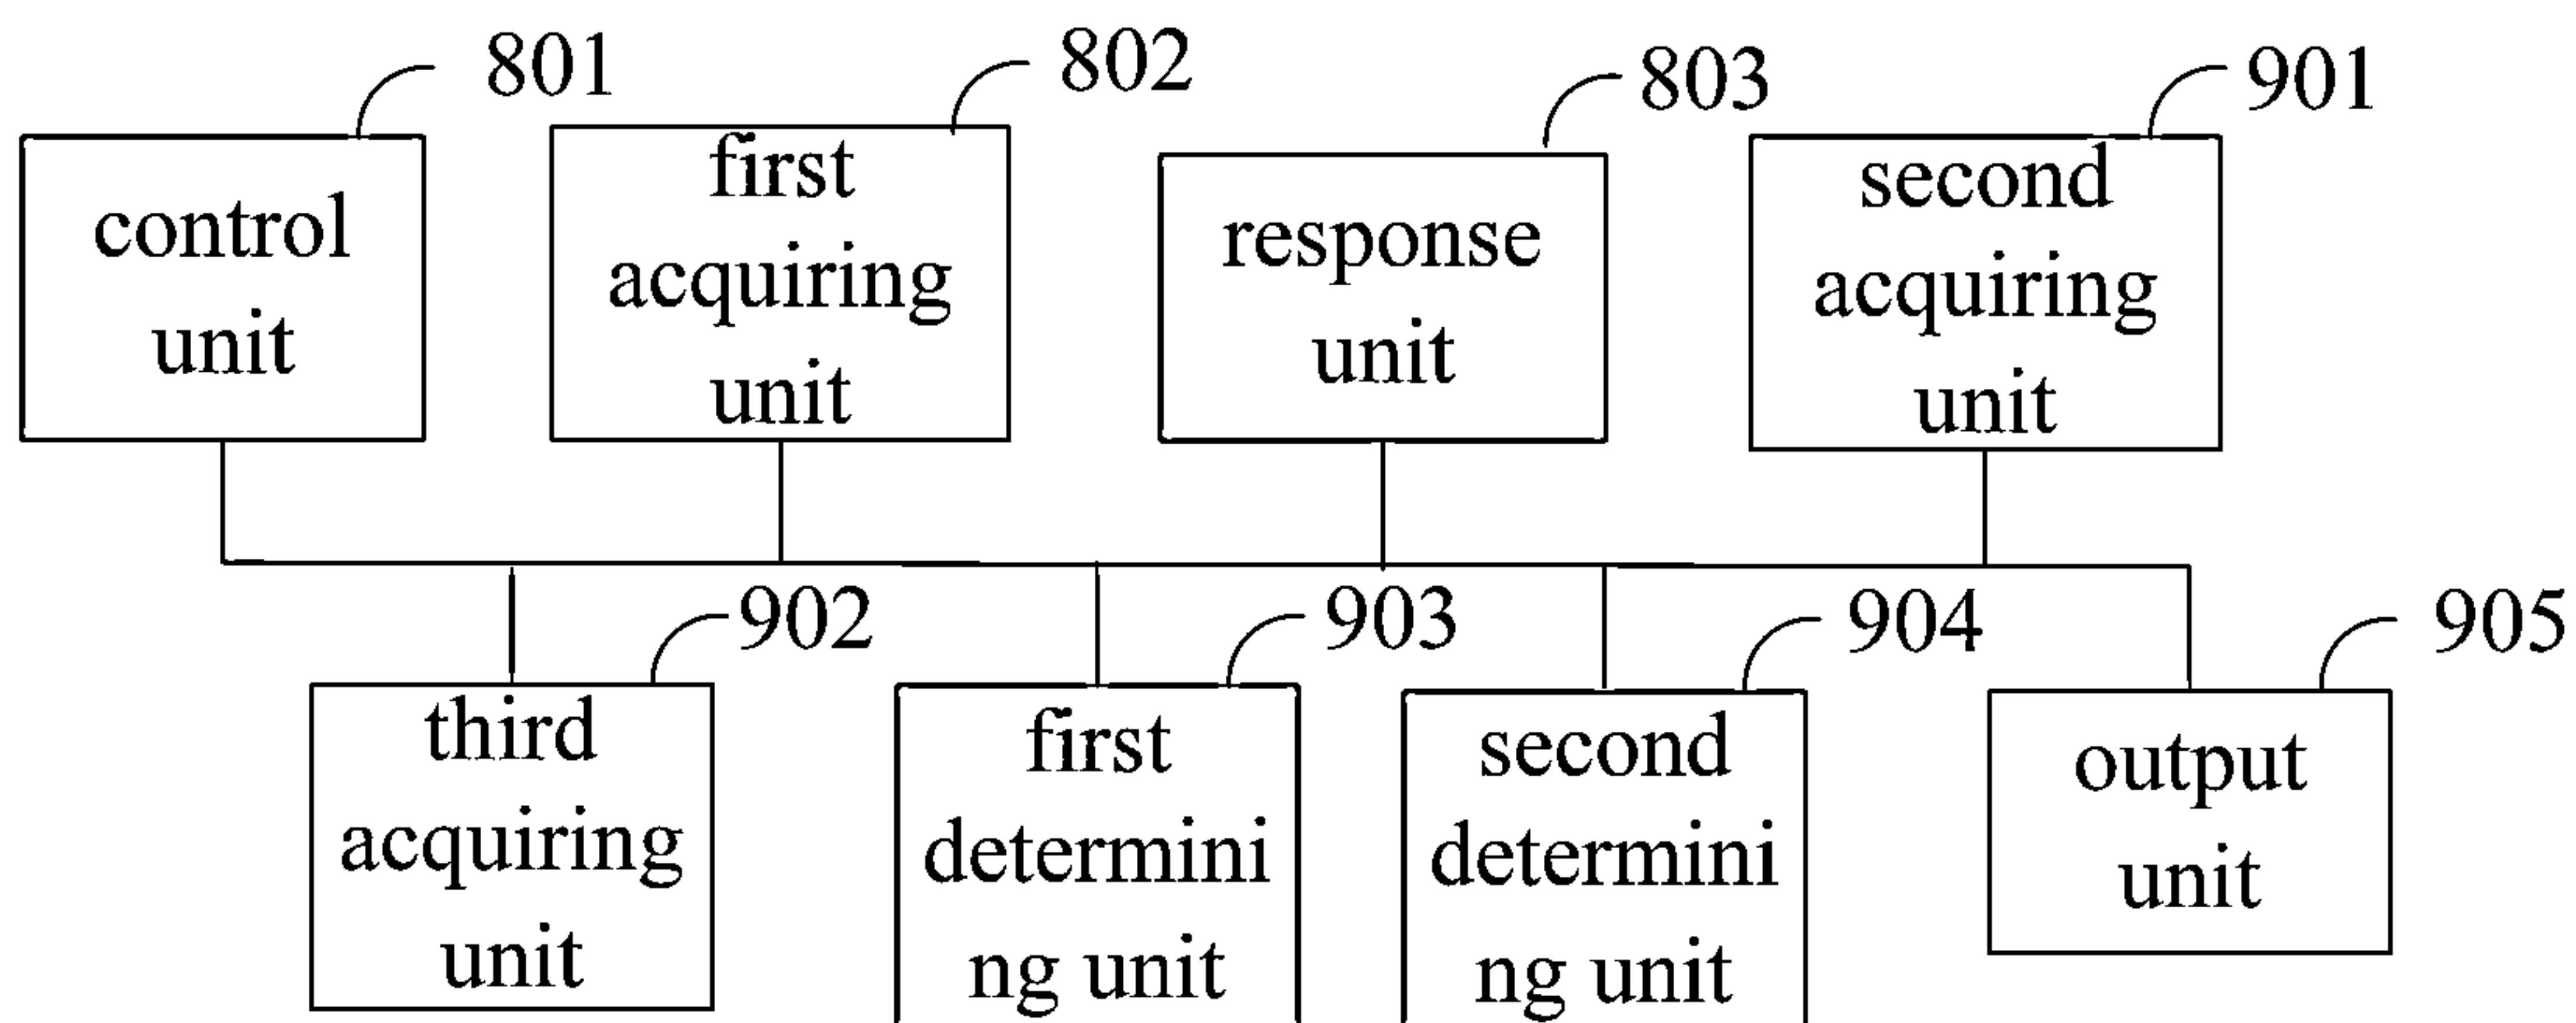 801
802
803
901
control
unit
first
acquiring
unit
response
unit
second
acquiring
unit
902
903
904
905
third
acquiring
unit
first
determini
ng unit
second
determini
ng unit
output
unit